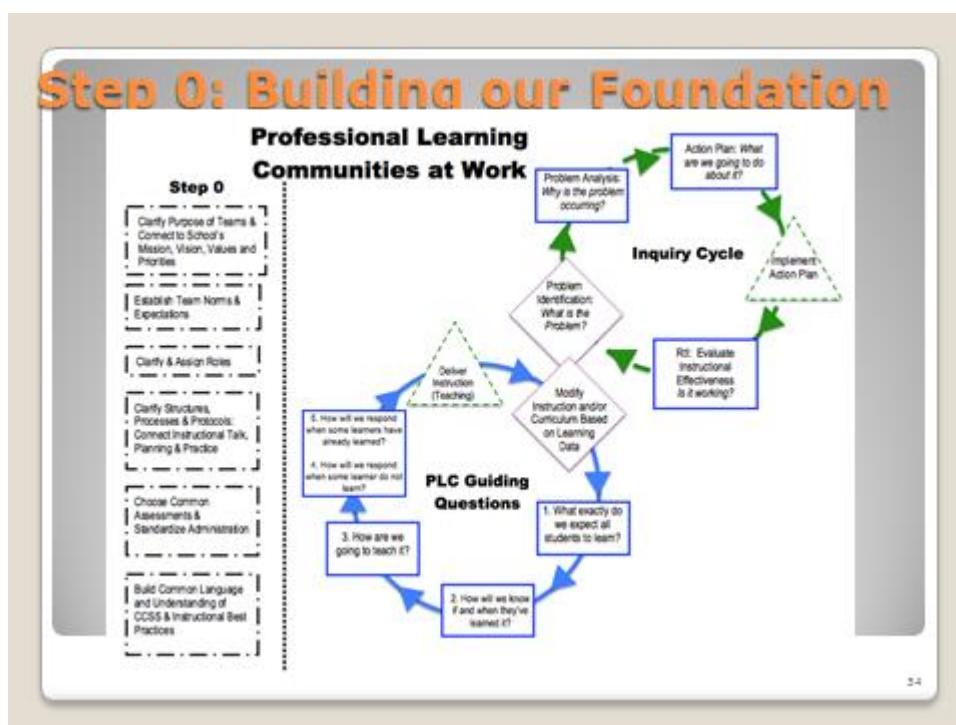 Step 0: Building our Foundation
Professional Learning
Communities at Work
Step 0
Clarify Purpose of Teams &
Connect to School's
Mission, Vision, Values and
Priorities
Establish Team Norms &
Expectations
Clarify & Assign Roles
Clarify Structures,
Processes & Protocols:
Connect Instructional Talk,
Planning & Practice
Choose Common
Assessments &
Standardize Administration
Build Common Language
and Understanding of
CCSS & Instructional Best
Practices
Problem Analysis:
Why is the problem
occurring?
Action Plan: What
are we going to do
about it?
Inquiry Cycle
Implement
Action Plan
Problem
Identification:
What is the
Problem?
RtI: Evaluate
Instructional
Effectiveness
Is it working?
Deliver
Instruction
(Teaching)
Modify
Instruction and/or
Curriculum Based
on Learning
Data
5. How will we respond
when some learners have
already learned?
4. How will we respond
when some learner do not
learn?
PLC Guiding
Questions
1. What exactly do
we expect all
students to learn?
3. How are we
going to teach it?
2. How will we know
if and when they've
learned it?
34